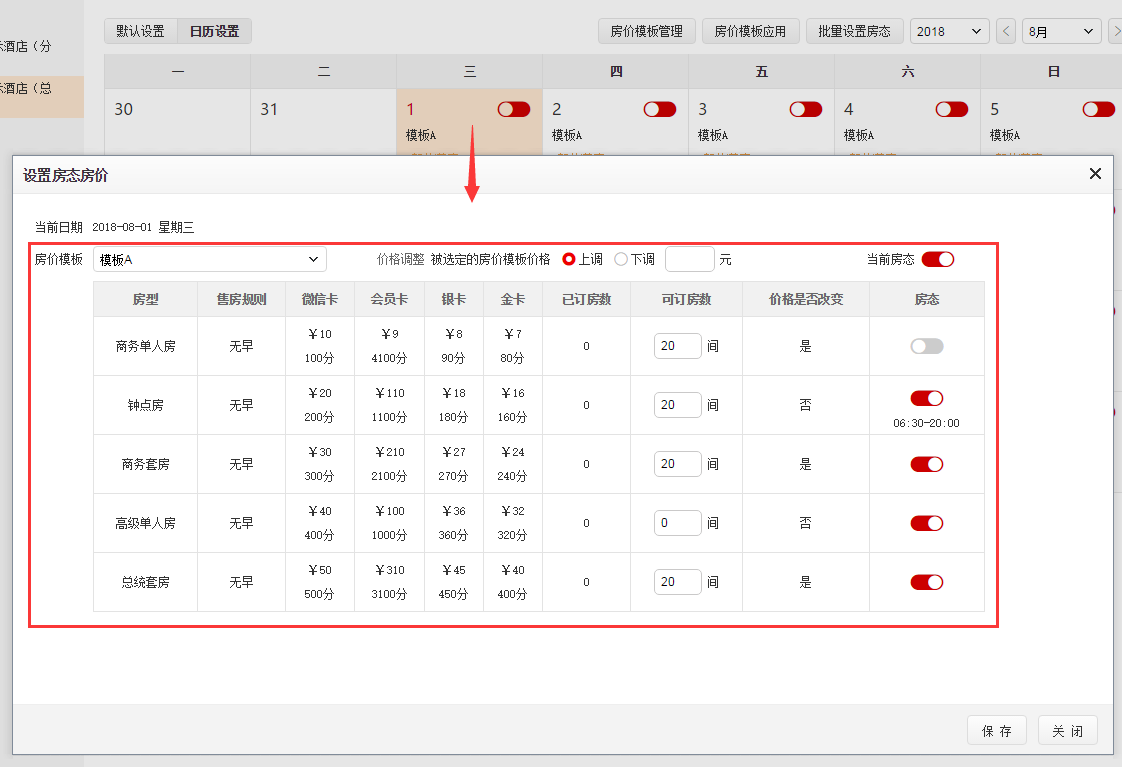 默认设置 日历设置 房价模板管理 房价模板应用 批量设置房态 2018 8月
酒店（分
酒店（总
一 二 三 四 五 六 日
30 31 1 2 3 4 5
模板A 模板A 模板A 模板A 模板A
设置房态房价
当前日期 2018-08-01 星期三
房价模板 模板A 价格调整 被选定的房价模板价格 上调 下调 元 当前房态
房型 售房规则 微信卡 会员卡 银卡 金卡 已订房数 可订房数 价格是否改变 房态
商务单人房 无早 ￥10 ￥9 ￥8 ￥7 0 20 间 是
100分 4100分 90分 80分
钟点房 无早 ￥20 ￥110 ￥18 ￥16 0 20 间 否
200分 1100分 180分 160分 06:30-20:00
商务套房 无早 ￥30 ￥210 ￥27 ￥24 0 20 间 是
300分 2100分 270分 240分
高级单人房 无早 ￥40 ￥100 ￥36 ￥32 0 0 间 否
400分 1000分 360分 320分
总统套房 无早 ￥50 ￥310 ￥45 ￥40 0 20 间 是
500分 3100分 450分 400分
保存 关闭